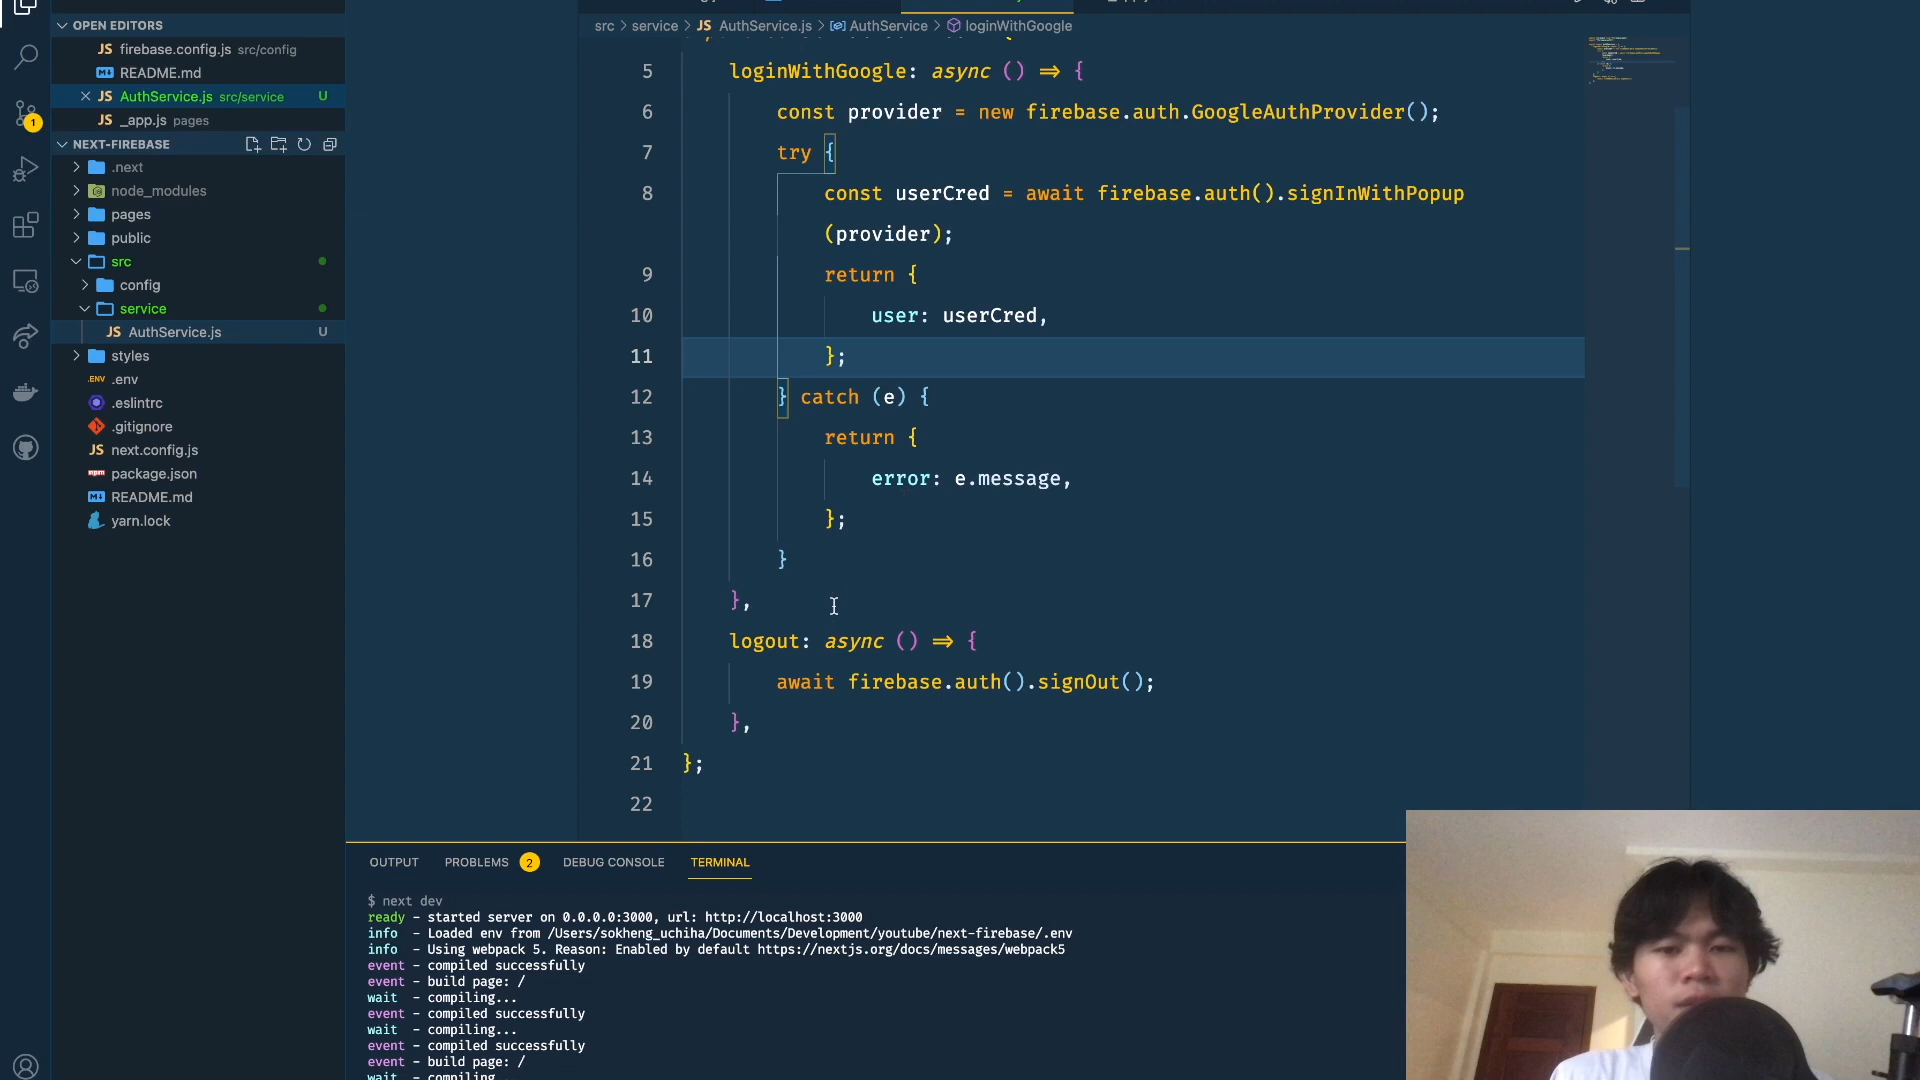 OPEN EDITORS
JS firebase.config.js src/config
README.md
JS AuthService.js src/service U
JS _app.js pages
NEXT-FIREBASE
.next
node_modules
pages
public
src
config
service
JS AuthService.js U
styles
.ENV .env
.eslintrc
.gitignore
JS next.config.js
npm package.json
README.md
yarn.lock
1
src > service > JS AuthService.js > AuthService > loginWithGoogle
5 loginWithGoogle: async () => {
6 const provider = new firebase.auth.GoogleAuthProvider();
7 try {
8 const userCred = await firebase.auth().signInWithPopup
(provider);
9 return {
10 user: userCred,
11 };
12 } catch (e) {
13 return {
14 error: e.message,
15 };
16 }
17 },
18 logout: async () => {
19 await firebase.auth().signOut();
20 },
21 };
22
OUTPUT PROBLEMS 2 DEBUG CONSOLE TERMINAL
$ next dev
ready - started server on 0.0.0.0:3000, url: http://localhost:3000
info - Loaded env from /Users/sokheng_uchiha/Documents/Development/youtube/next-firebase/.env
info - Using webpack 5. Reason: Enabled by default https://nextjs.org/docs/messages/webpack5
event - compiled successfully
event - build page: /
wait - compiling...
event - compiled successfully
wait - compiling...
event - compiled successfully
event - build page: /
wait - compiling...